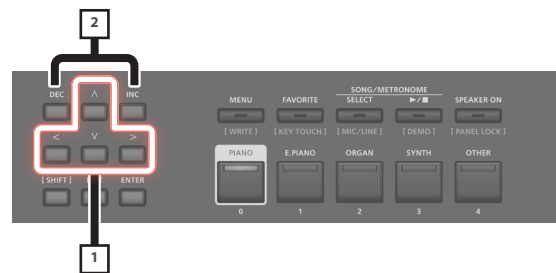 2
DEC ∧ INC
SONG/METRONOME
MENU FAVORITE SELECT ▶/■ SPEAKER ON
[ WRITE ] [ KEY TOUCH ] [ MIC/LINE ] [ DEMO ] [ PANEL LOCK ]
< ∨ >
PIANO E.PIANO ORGAN SYNTH OTHER
[ SHIFT ] ENTER
0 1 2 3 4
1